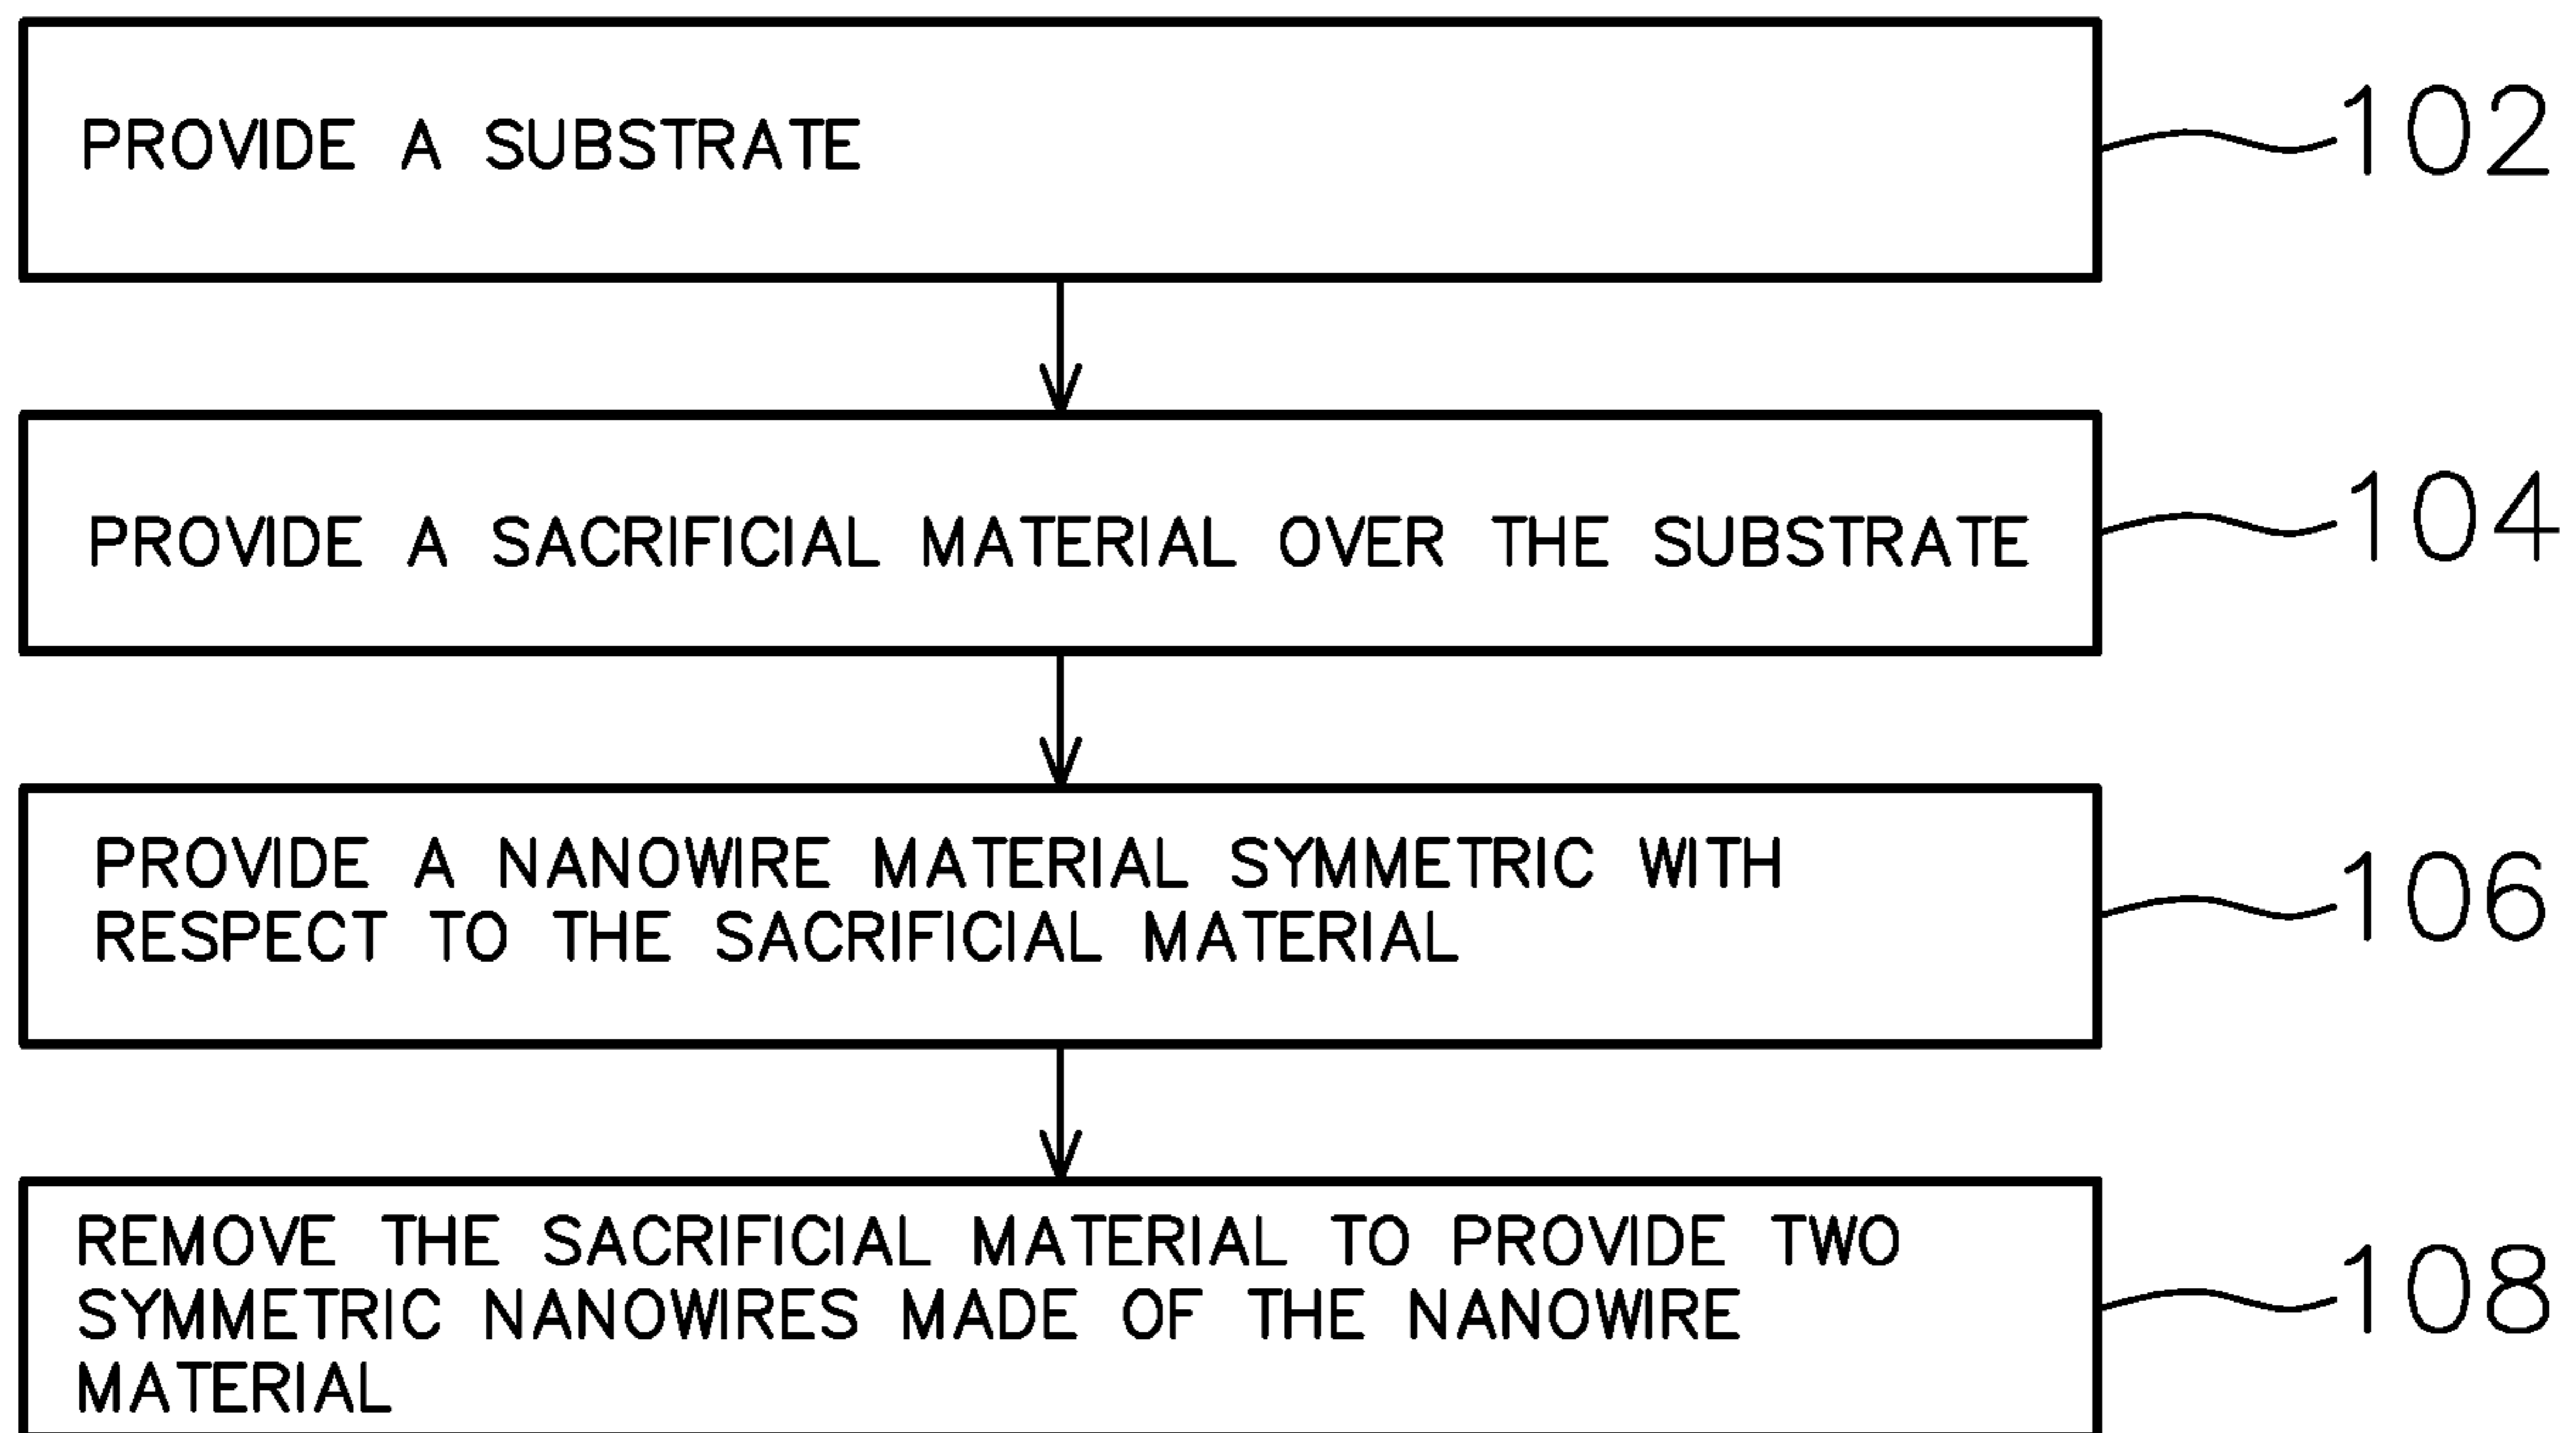 PROVIDE A SUBSTRATE
102
PROVIDE A SACRIFICIAL MATERIAL OVER THE SUBSTRATE
104
PROVIDE A NANOWIRE MATERIAL SYMMETRIC WITH
RESPECT TO THE SACRIFICIAL MATERIAL
106
REMOVE THE SACRIFICIAL MATERIAL TO PROVIDE TWO
SYMMETRIC NANOWIRES MADE OF THE NANOWIRE
MATERIAL
108